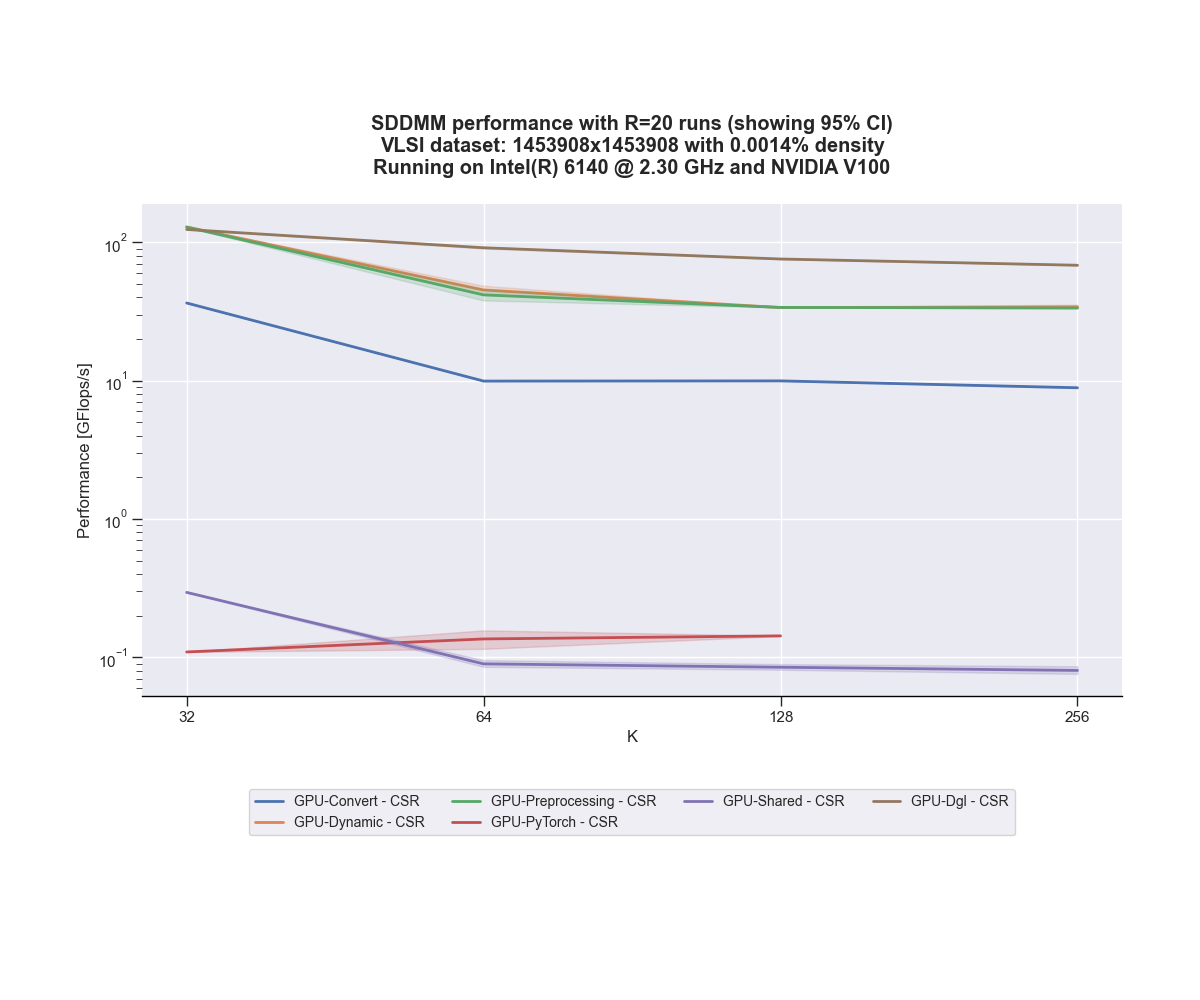 SDDMM performance with R=20 runs (showing 95% CI)
VLSI dataset: 1453908x1453908 with 0.0014% density
Running on Intel(R) 6140 @ 2.30 GHz and NVIDIA V100
Performance [GFlops/s]
10^2
10^1
10^0
10^−1
32 64 128 256
K
GPU-Convert - CSR GPU-Preprocessing - CSR GPU-Shared - CSR GPU-Dgl - CSR
GPU-Dynamic - CSR GPU-PyTorch - CSR